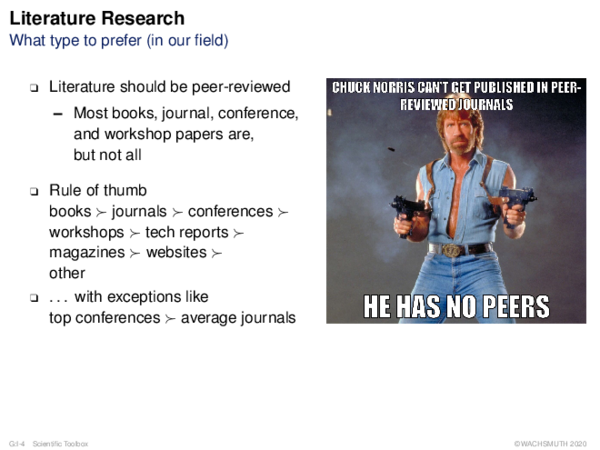 Literature Research
What type to prefer (in our field)
❑ Literature should be peer-reviewed
– Most books, journal, conference,
and workshop papers are,
but not all
❑ Rule of thumb
books ≻ journals ≻ conferences ≻
workshops ≻ tech reports ≻
magazines ≻ websites ≻
other
❑ . . . with exceptions like
top conferences ≻ average journals
CHUCK NORRIS CAN'T GET PUBLISHED IN PEER-
REVIEWED JOURNALS
HE HAS NO PEERS
G:I-4 Scientific Toolbox
©WACHSMUTH 2020